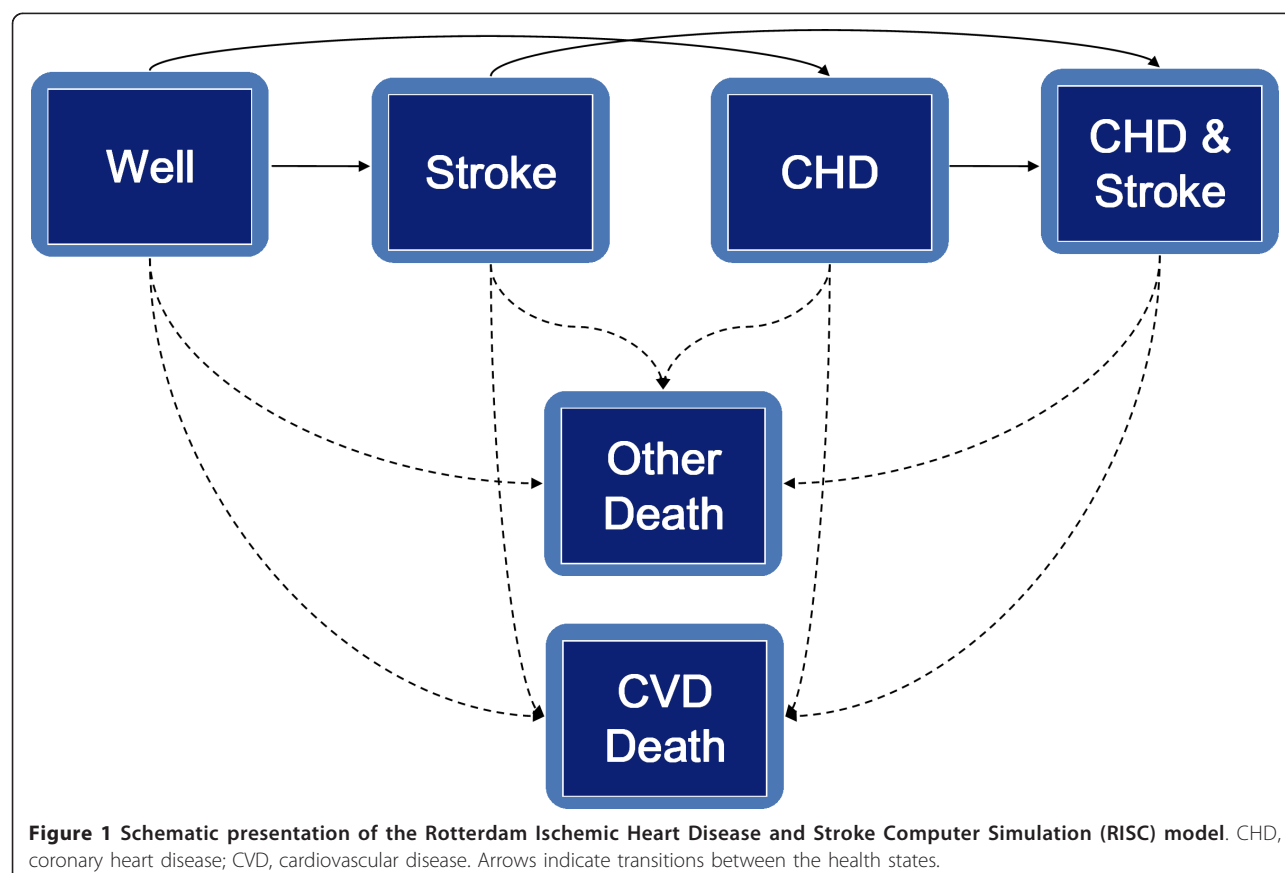 Well
Stroke
CHD
CHD &
Stroke
Other
Death
CVD
Death
Figure 1 Schematic presentation of the Rotterdam Ischemic Heart Disease and Stroke Computer Simulation (RISC) model. CHD,
coronary heart disease; CVD, cardiovascular disease. Arrows indicate transitions between the health states.